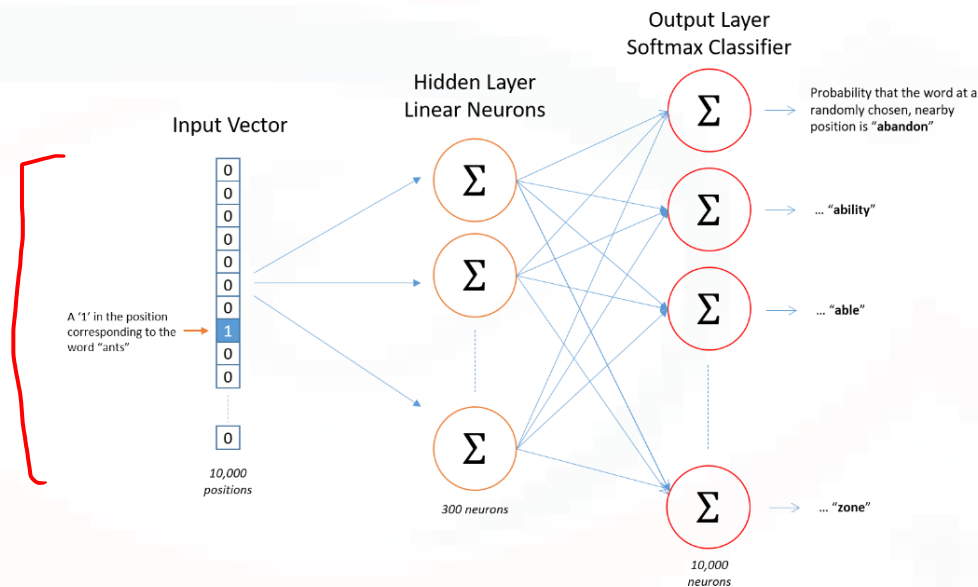 Output Layer
Softmax Classifier
Hidden Layer
Linear Neurons
Input Vector
0
0
0
0
0
0
0
1
0
0
0
A ‘1’ in the position
corresponding to the
word “ants”
10,000
positions
Σ
Σ
Σ
300 neurons
Σ
Σ
Σ
Σ
10,000
neurons
Probability that the word at a
randomly chosen, nearby
position is “abandon”
... “ability”
... “able”
... “zone”